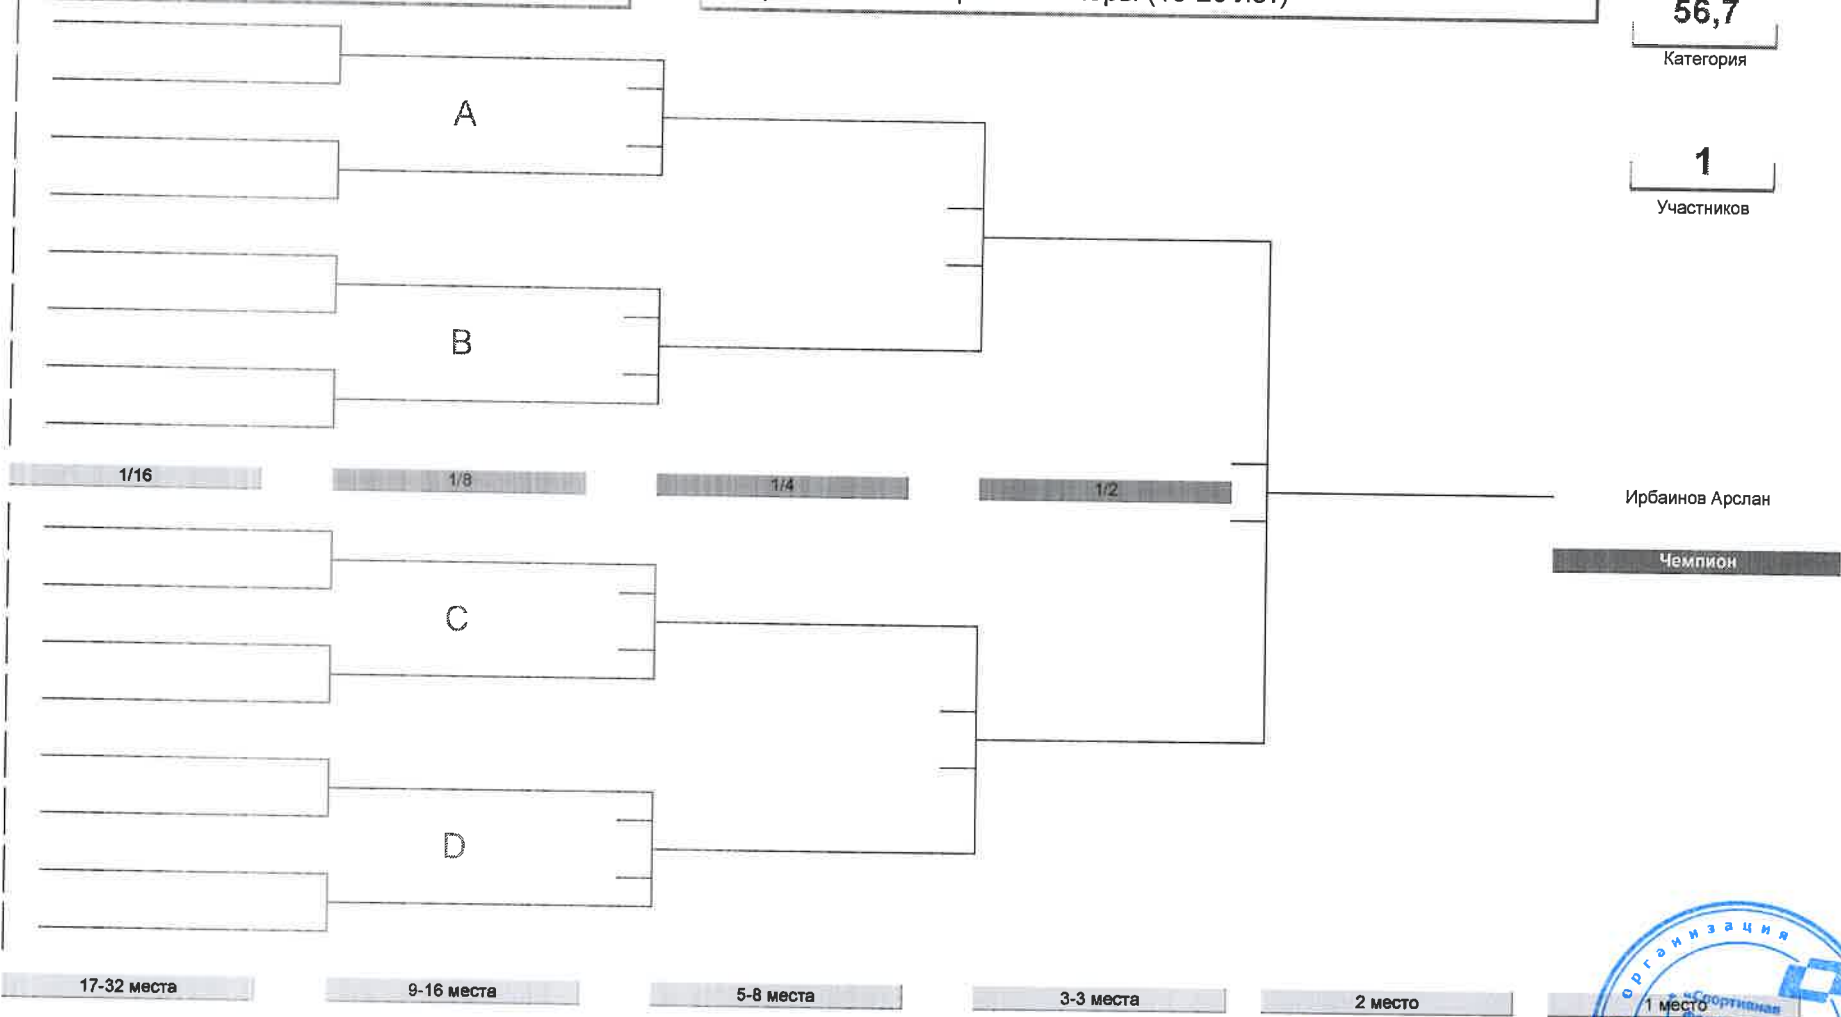 56,7
Категория
A
1
Участников
B
1/16
1/8
1/4
1/2
Ирбаинов Арслан
Чемпион
C
D
организация
«Спортивная
17-32 места
9-16 места
5-8 места
3-3 места
2 место
1 место